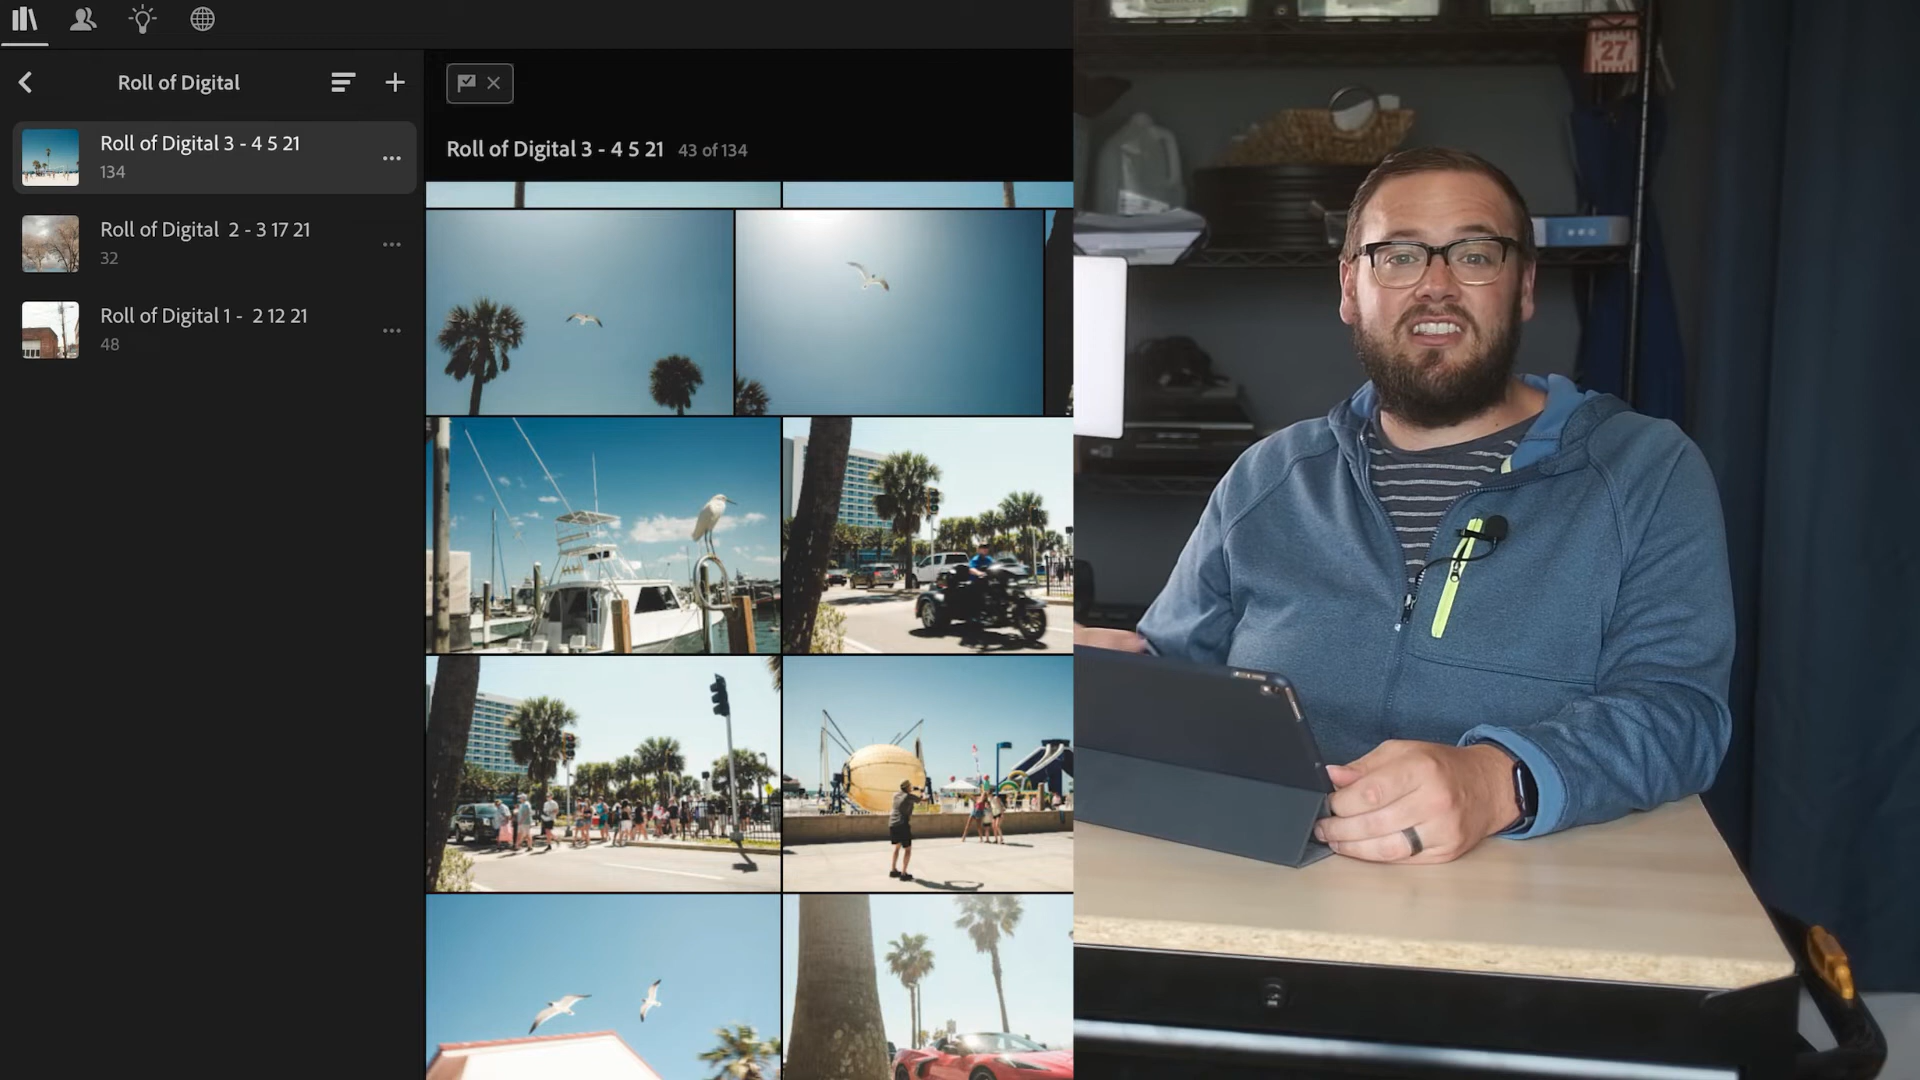 Roll of Digital
Roll of Digital 3 - 4 5 21
134
Roll of Digital 2 - 3 17 21
32
Roll of Digital 1 - 2 12 21
48
Roll of Digital 3 - 4 5 21 43 of 134
27